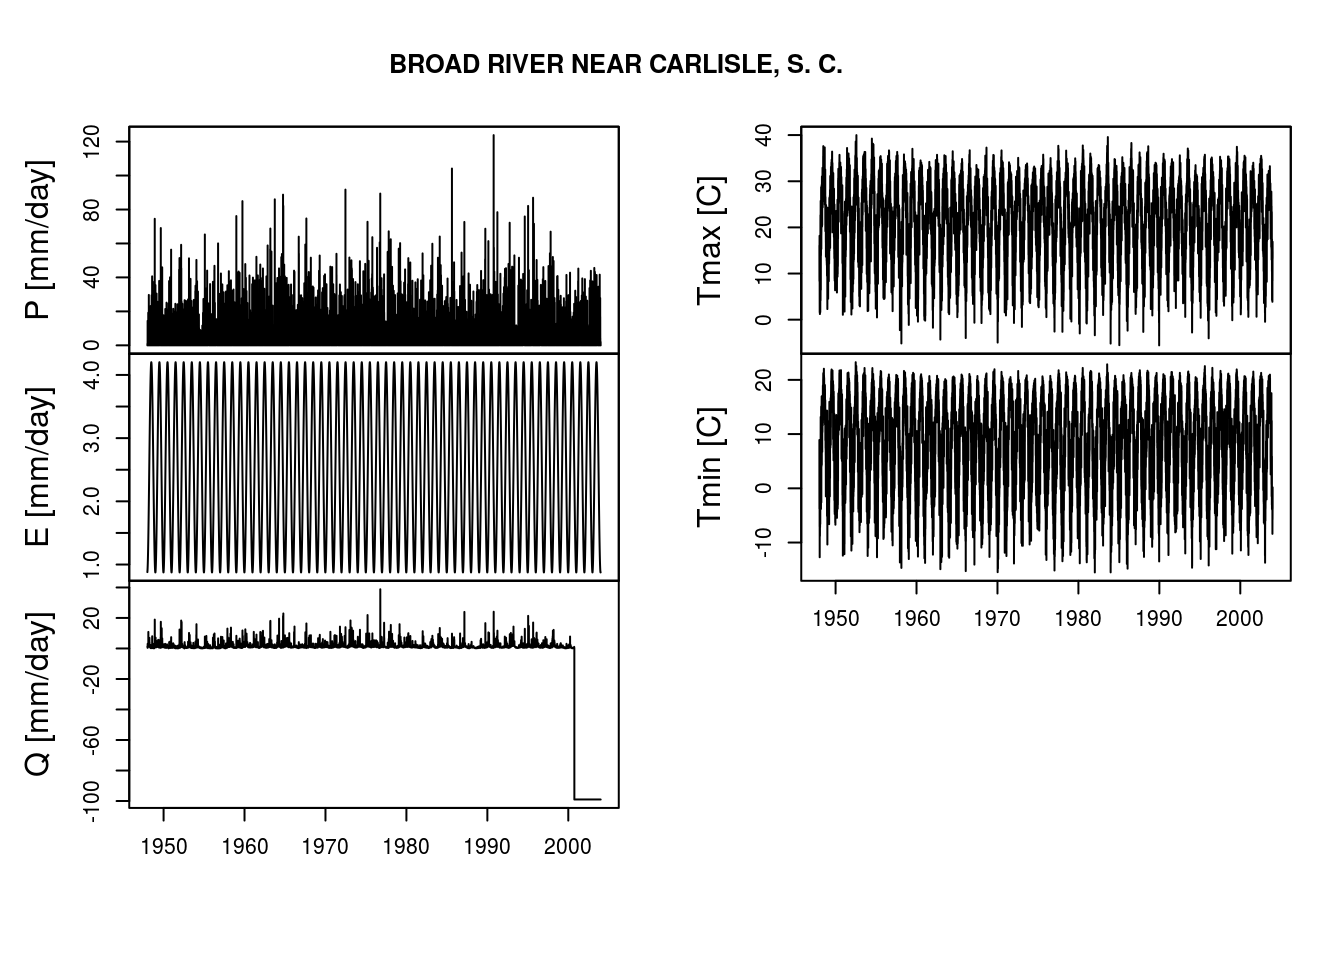 BROAD RIVER NEAR CARLISLE, S. C.
P [mm/day]
0 40 80 120
E [mm/day]
1.0 2.0 3.0 4.0
Q [mm/day]
-100 -60 -20 20
1950 1960 1970 1980 1990 2000
Tmax [C]
0 10 20 30 40
Tmin [C]
-10 0 10 20
1950 1960 1970 1980 1990 2000